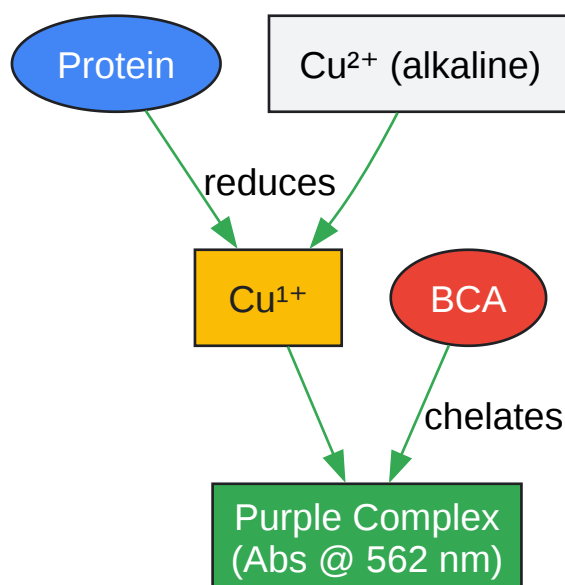 Protein
Cu²⁺ (alkaline)
reduces
Cu¹⁺
BCA
chelates
Purple Complex
(Abs @ 562 nm)